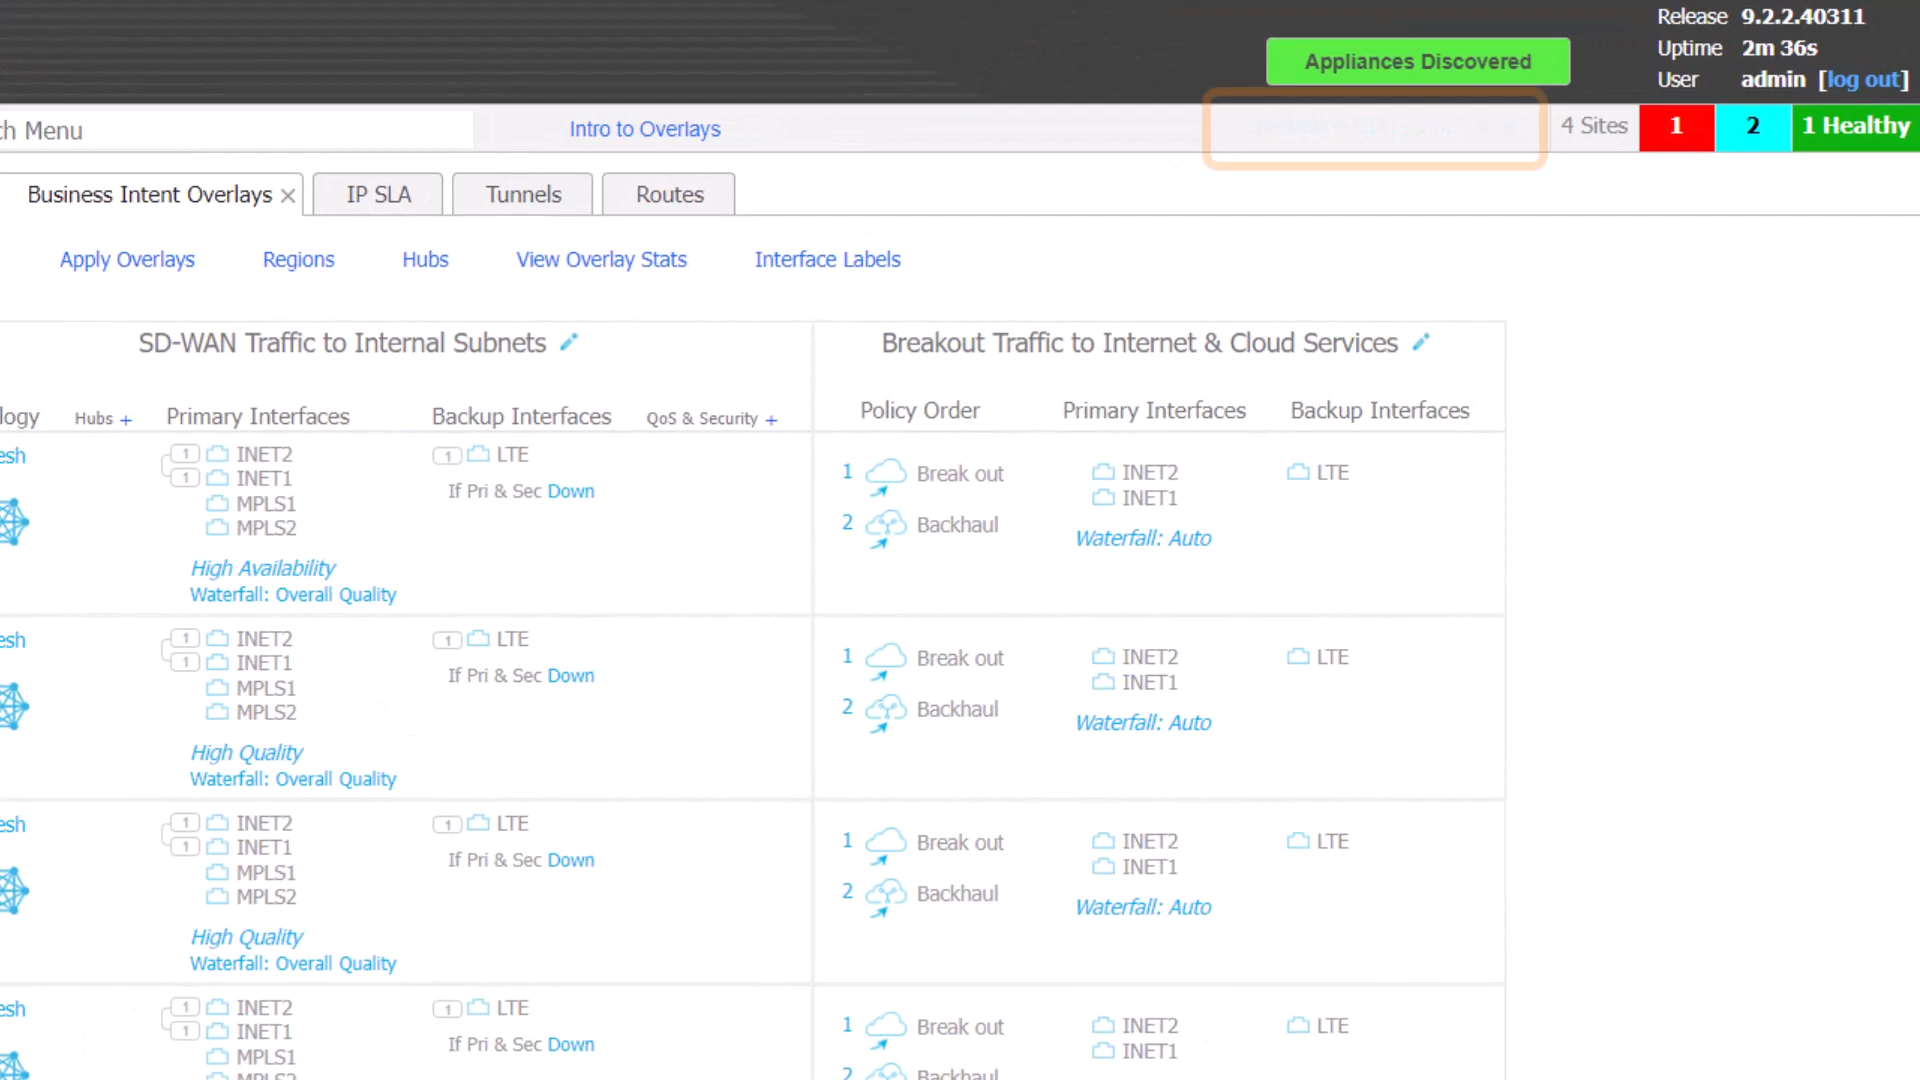 Release 9.2.2.40311
Appliances Discovered
Uptime 2m 36s
User admin [log out]
ch Menu
Intro to Overlays
4 Sites 1 2 1 Healthy
Business Intent Overlays IP SLA Tunnels Routes
Apply Overlays Regions Hubs View Overlay Stats Interface Labels
SD-WAN Traffic to Internal Subnets Breakout Traffic to Internet & Cloud Services
logy Hubs + Primary Interfaces Backup Interfaces QoS & Security + Policy Order Primary Interfaces Backup Interfaces
esh 1 INET2 1 LTE
1 INET1
MPLS1
MPLS2
If Pri & Sec Down
High Availability
Waterfall: Overall Quality
1 Break out INET2 LTE
INET1
2 Backhaul
Waterfall: Auto
esh 1 INET2 1 LTE
1 INET1
MPLS1
MPLS2
If Pri & Sec Down
High Quality
Waterfall: Overall Quality
1 Break out INET2 LTE
INET1
2 Backhaul
Waterfall: Auto
esh 1 INET2 1 LTE
1 INET1
MPLS1
MPLS2
If Pri & Sec Down
High Quality
Waterfall: Overall Quality
1 Break out INET2 LTE
INET1
2 Backhaul
Waterfall: Auto
esh 1 INET2 1 LTE
1 INET1
MPLS1
MPLS2
If Pri & Sec Down
1 Break out INET2 LTE
INET1
2 Backhaul